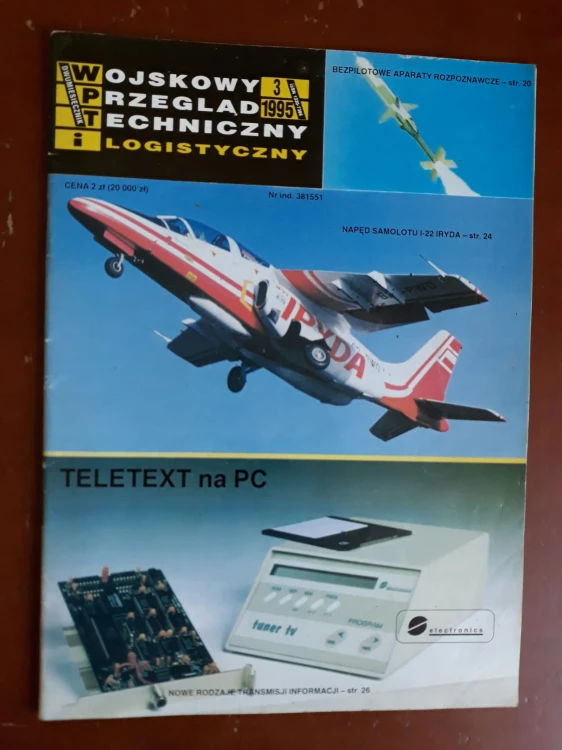 WPTi
DWUMIESIĘCZNIK
WOJSKOWY
PRZEGLĄD
TECHNICZNY
i LOGISTYCZNY
3
1995
BEZPILOTOWE APARATY ROZPOZNAWCZE – str. 20
CENA 2 zł (20 000 zł)
Nr ind. 381551
NAPĘD SAMOLOTU I-22 IRYDA – str. 24
IRYDA
TELETEXT na PC
PROGRAM
tuner tv
S electronics
NOWE RODZAJE TRANSMISJI INFORMACJI – str. 26